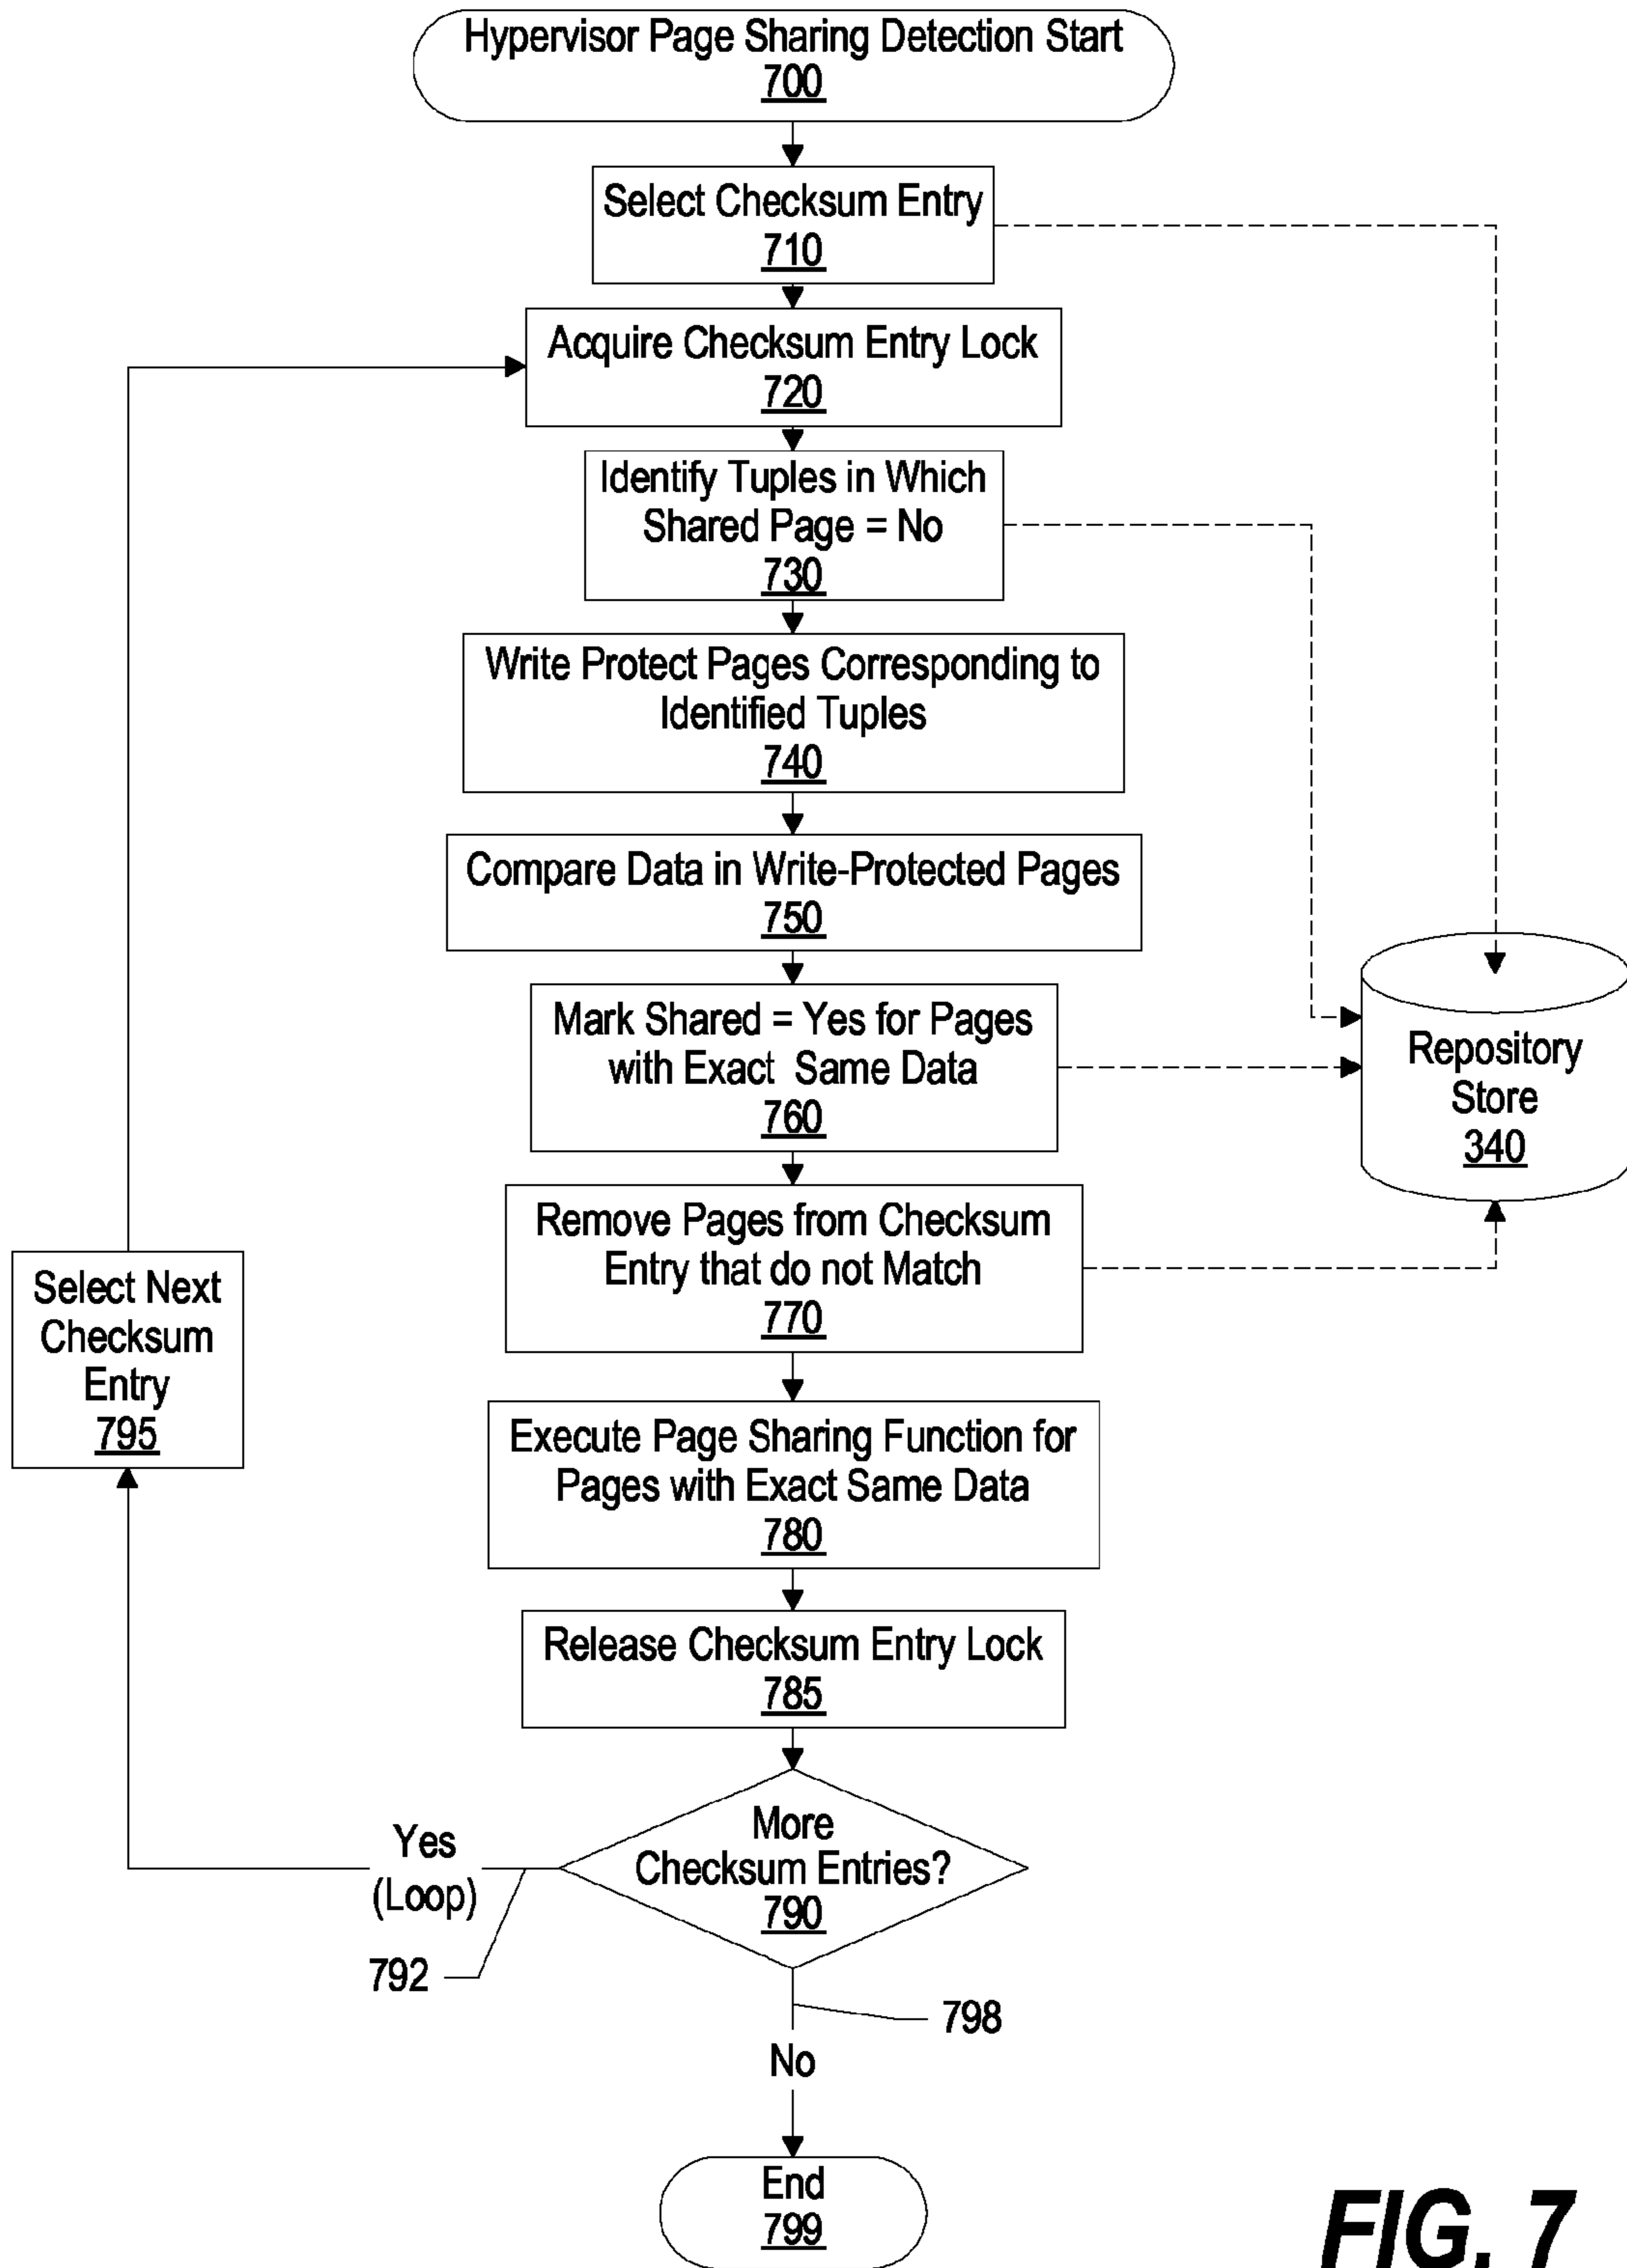 Hypervisor Page Sharing Detection Start
700
Select Checksum Entry
710
Acquire Checksum Entry Lock
720
Identify Tuples in Which
Shared Page = No
730
Write Protect Pages Corresponding to
Identified Tuples
740
Compare Data in Write-Protected Pages
750
Mark Shared = Yes for Pages
with Exact Same Data
760
Repository
Store
340
Remove Pages from Checksum
Entry that do not Match
770
Select Next
Checksum
Entry
795
Execute Page Sharing Function for
Pages with Exact Same Data
780
Release Checksum Entry Lock
785
More
Checksum Entries?
790
Yes
(Loop)
792
798
No
End
799
FIG. 7